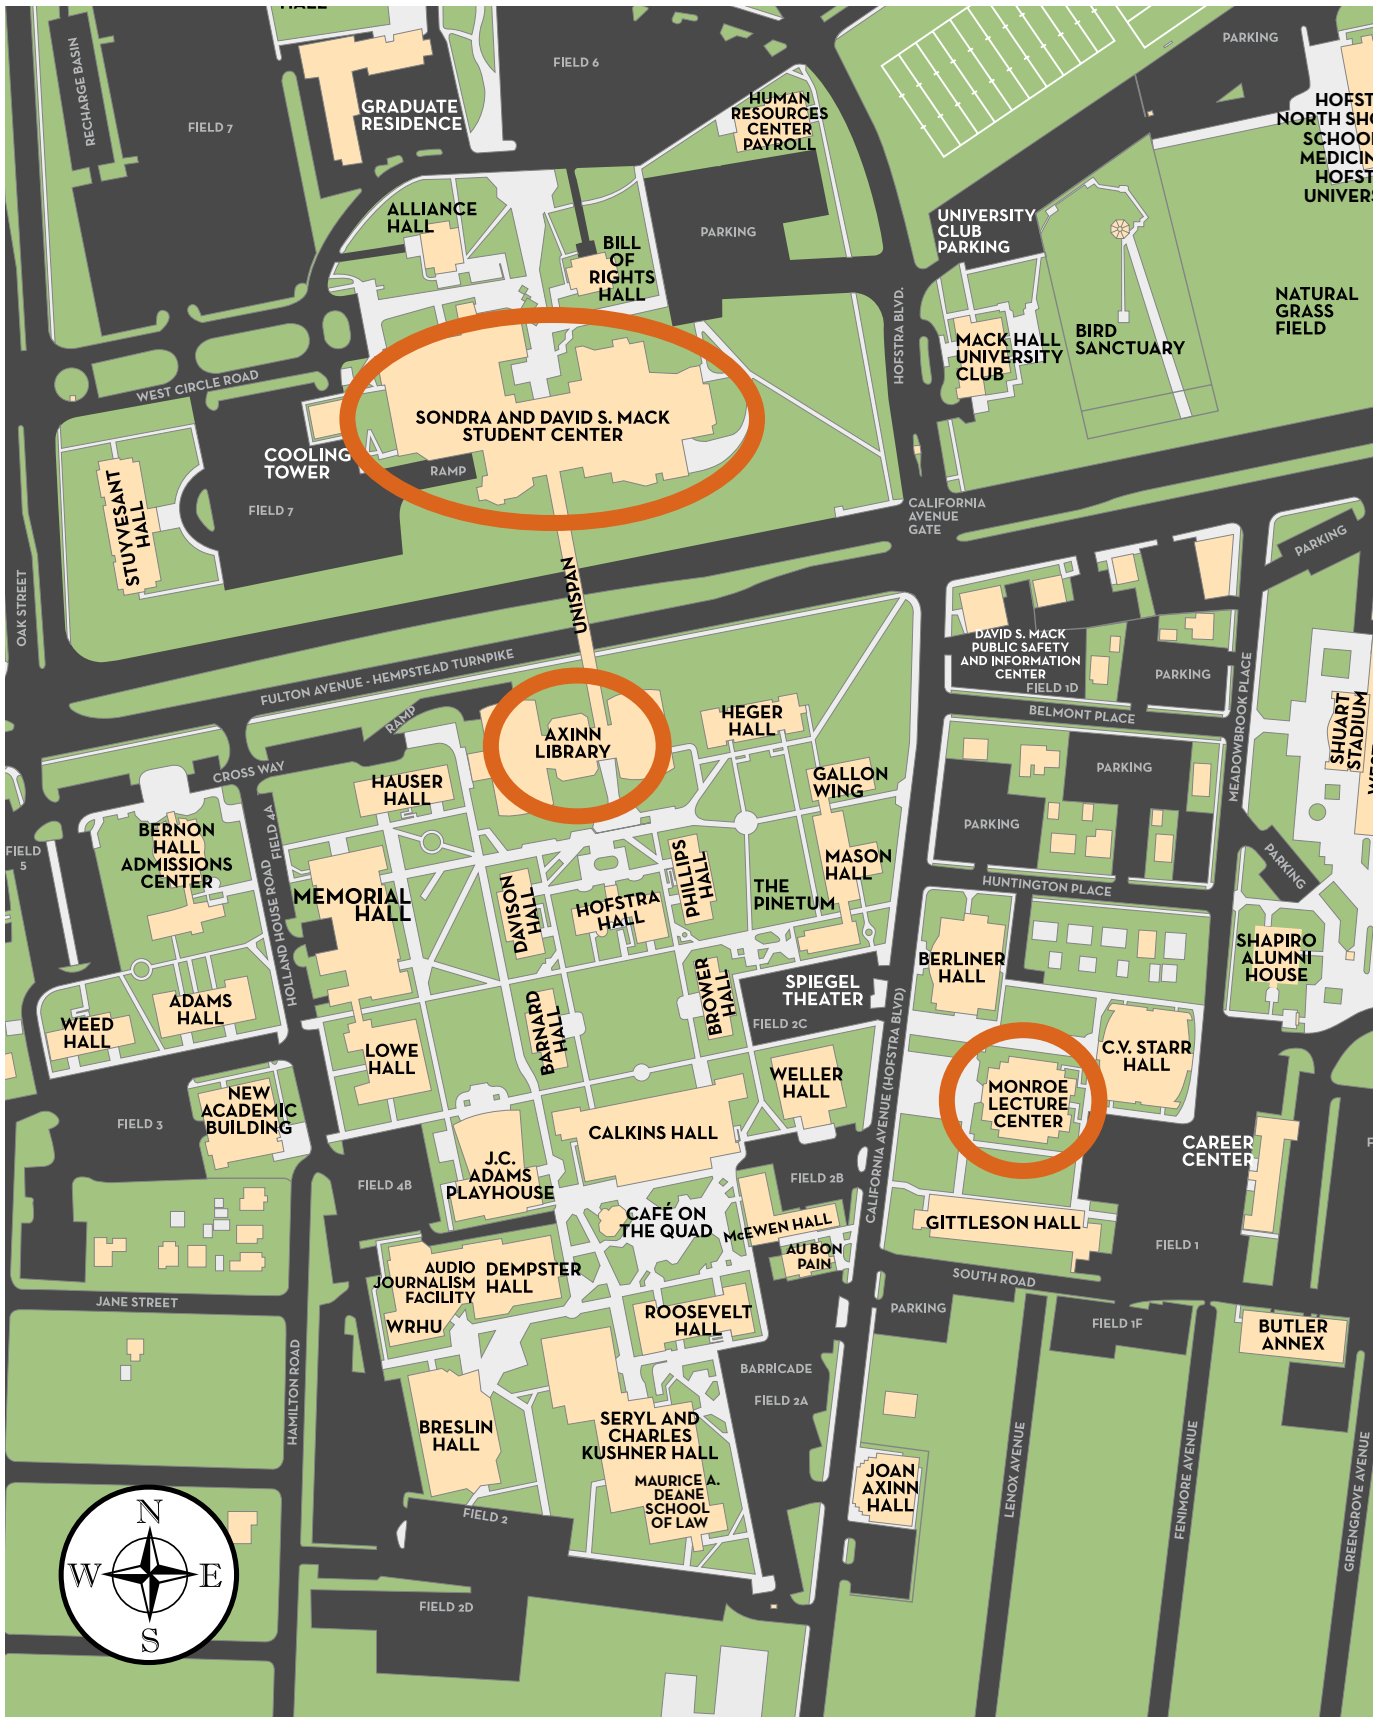 HALL
RECHARGE BASIN
FIELD 7
GRADUATE
RESIDENCE
FIELD 6
HUMAN
RESOURCES
CENTER
PAYROLL
PARKING
HOFST
NORTH SHO
SCHOO
MEDICIN
HOFST
UNIVERS
ALLIANCE
HALL
BILL
OF
RIGHTS
HALL
PARKING
UNIVERSITY
CLUB
PARKING
NATURAL
GRASS
FIELD
HOFSTRA BLVD.
MACK HALL
UNIVERSITY
CLUB
BIRD
SANCTUARY
WEST CIRCLE ROAD
SONDRA AND DAVID S. MACK
STUDENT CENTER
COOLING
TOWER
RAMP
STUYVESANT
HALL
FIELD 7
CALIFORNIA
AVENUE
GATE
PARKING
OAK STREET
UNISPAN
FULTON AVENUE - HEMPSTEAD TURNPIKE
DAVID S. MACK
PUBLIC SAFETY
AND INFORMATION
CENTER
FIELD 1D
PARKING
BELMONT PLACE
MEADOWBROOK PLACE
SHUART
STADIUM
RAMP
CROSS WAY
AXINN
LIBRARY
HEGER
HALL
HAUSER
HALL
GALLON
WING
PARKING
PARKING
PARKING
FIELD
5
BERNON
HALL
ADMISSIONS
CENTER
FIELD 4A
HOLLAND HOUSE ROAD
MEMORIAL
HALL
DAVISON
HALL
HOFSTRA
HALL
PHILLIPS
HALL
THE
PINETUM
MASON
HALL
HUNTINGTON PLACE
BERLINER
HALL
SHAPIRO
ALUMNI
HOUSE
WEED
HALL
ADAMS
HALL
BARNARD
HALL
BROWER
HALL
SPIEGEL
THEATER
FIELD 2C
LOWE
HALL
WELLER
HALL
CALIFORNIA AVENUE (HOFSTRA BLVD)
C.V. STARR
HALL
MONROE
LECTURE
CENTER
FIELD 3
NEW
ACADEMIC
BUILDING
CALKINS HALL
CAREER
CENTER
FIELD 4B
J.C.
ADAMS
PLAYHOUSE
FIELD 2B
CAFÉ ON
THE QUAD
McEWEN HALL
AU BON
PAIN
GITTLESON HALL
FIELD 1
AUDIO
JOURNALISM
FACILITY
DEMPSTER
HALL
WRHU
SOUTH ROAD
JANE STREET
ROOSEVELT
HALL
PARKING
FIELD 1F
BUTLER
ANNEX
HAMILTON ROAD
BARRICADE
FIELD 2A
BRESLIN
HALL
SERYL AND
CHARLES
KUSHNER HALL
MAURICE A.
DEANE
SCHOOL
OF LAW
JOAN
AXINN
HALL
LENOX AVENUE
FENIMORE AVENUE
GREENGROVE AVENUE
FIELD 2
FIELD 2D
N
W
E
S